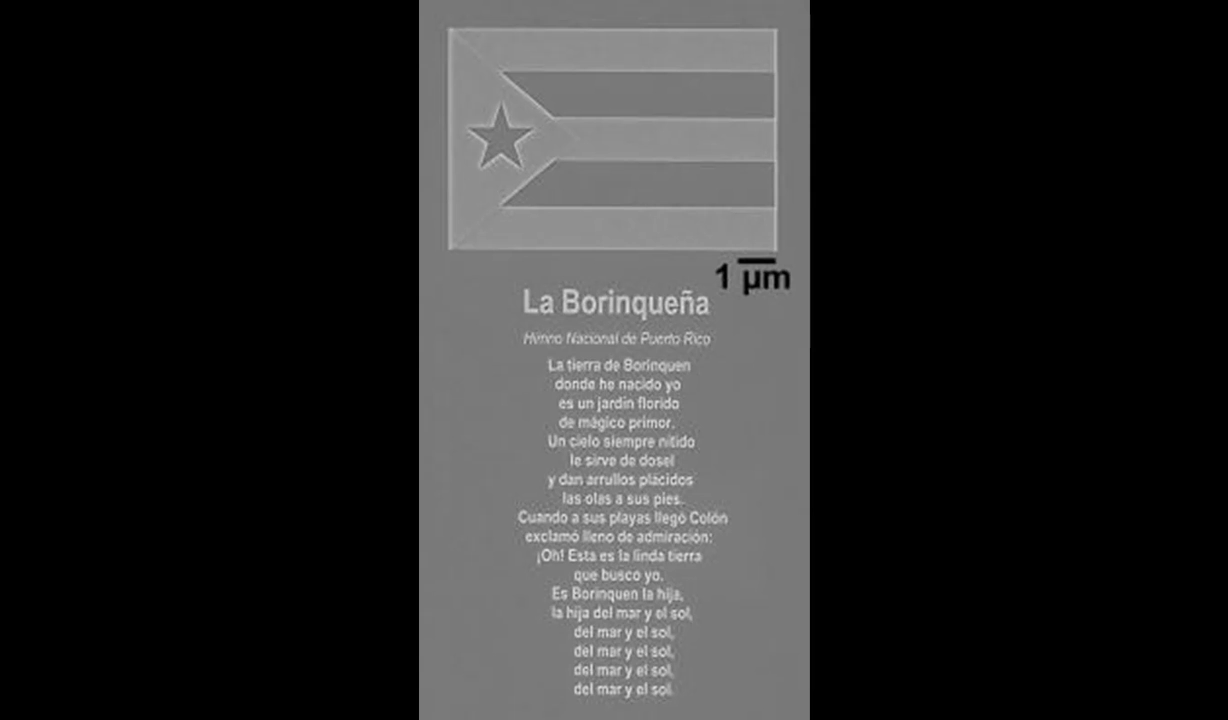 1 µm
La Borinqueña
Himno Nacional de Puerto Rico
La tierra de Borinquen
donde he nacido yo
es un jardín florido
de mágico primor.
Un cielo siempre nítido
le sirve de dosel
y dan arrullos plácidos
las olas a sus pies.
Cuando a sus playas llegó Colón
exclamó lleno de admiración:
¡Oh! Esta es la linda tierra
que busco yo.
Es Borinquen la hija,
la hija del mar y el sol,
del mar y el sol,
del mar y el sol,
del mar y el sol,
del mar y el sol.